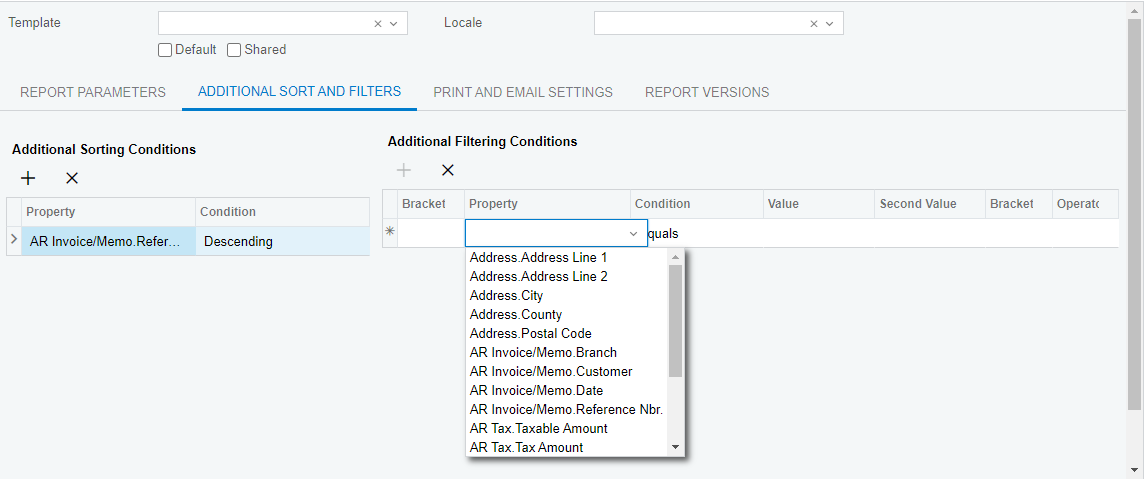 Template
Locale
Default
Shared
REPORT PARAMETERS
ADDITIONAL SORT AND FILTERS
PRINT AND EMAIL SETTINGS
REPORT VERSIONS
Additional Sorting Conditions
Property
Condition
AR Invoice/Memo.Refer...
Descending
Additional Filtering Conditions
Bracket
Property
Condition
Value
Second Value
Bracket
Operato
quals
Address.Address Line 1
Address.Address Line 2
Address.City
Address.County
Address.Postal Code
AR Invoice/Memo.Branch
AR Invoice/Memo.Customer
AR Invoice/Memo.Date
AR Invoice/Memo.Reference Nbr.
AR Tax.Taxable Amount
AR Tax.Tax Amount